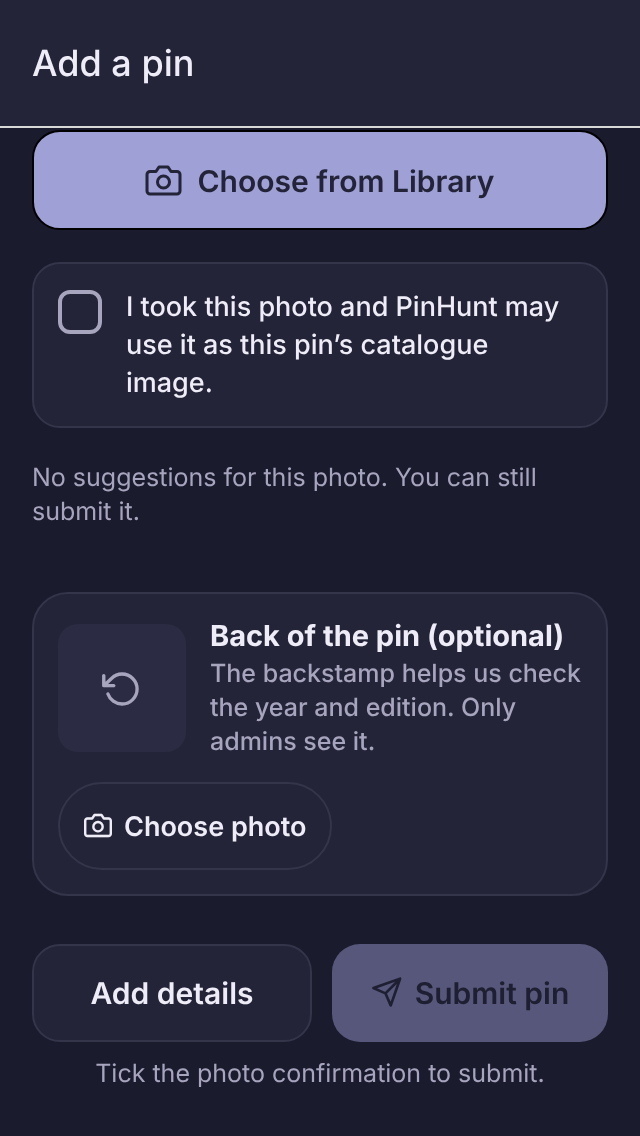 Add a pin
Choose from Library
I took this photo and PinHunt may
use it as this pin’s catalogue
image.
No suggestions for this photo. You can still
submit it.
Back of the pin (optional)
The backstamp helps us check
the year and edition. Only
admins see it.
Choose photo
Add details
Submit pin
Tick the photo confirmation to submit.